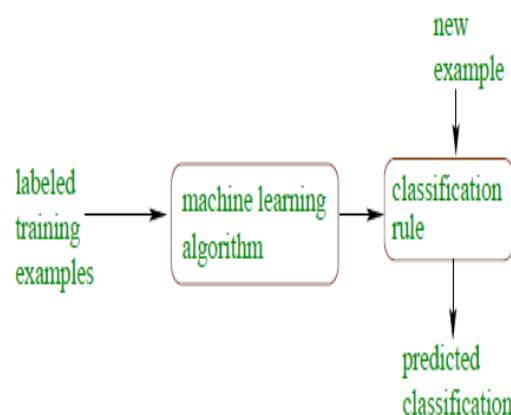 new
example
labeled
training
examples
machine learning
algorithm
classification
rule
predicted
classification